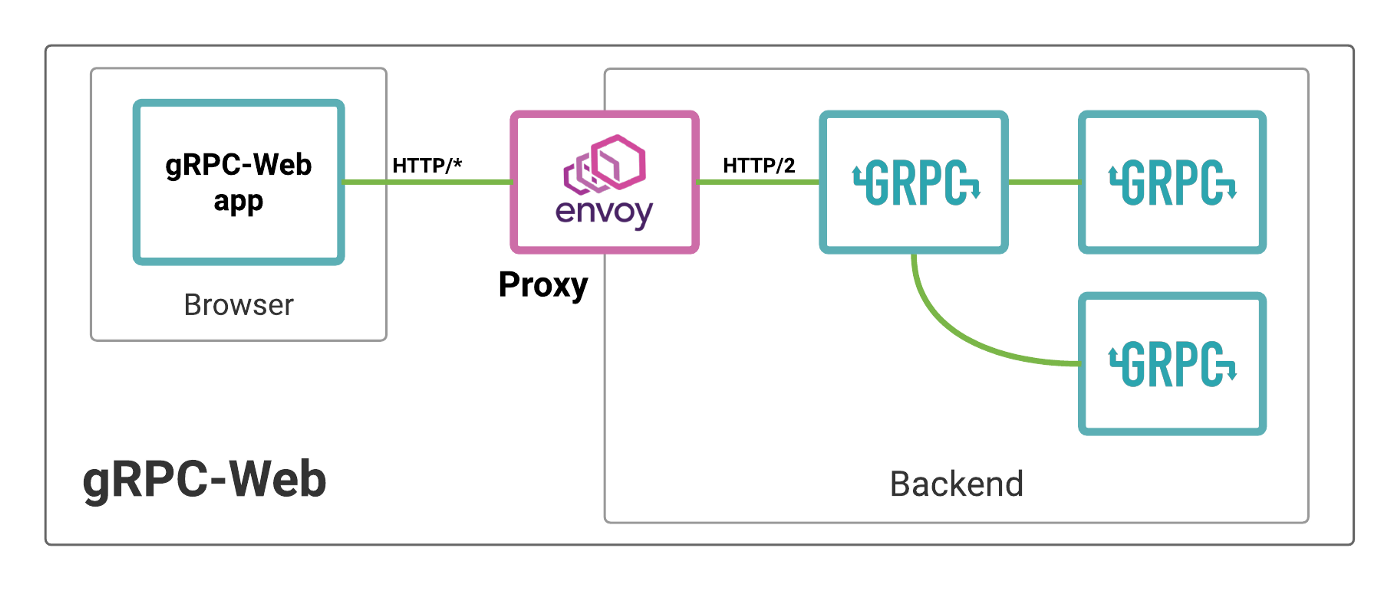 gRPC-Web
app
HTTP/*
envoy
HTTP/2
GRPC
GRPC
Browser
Proxy
GRPC
gRPC-Web
Backend